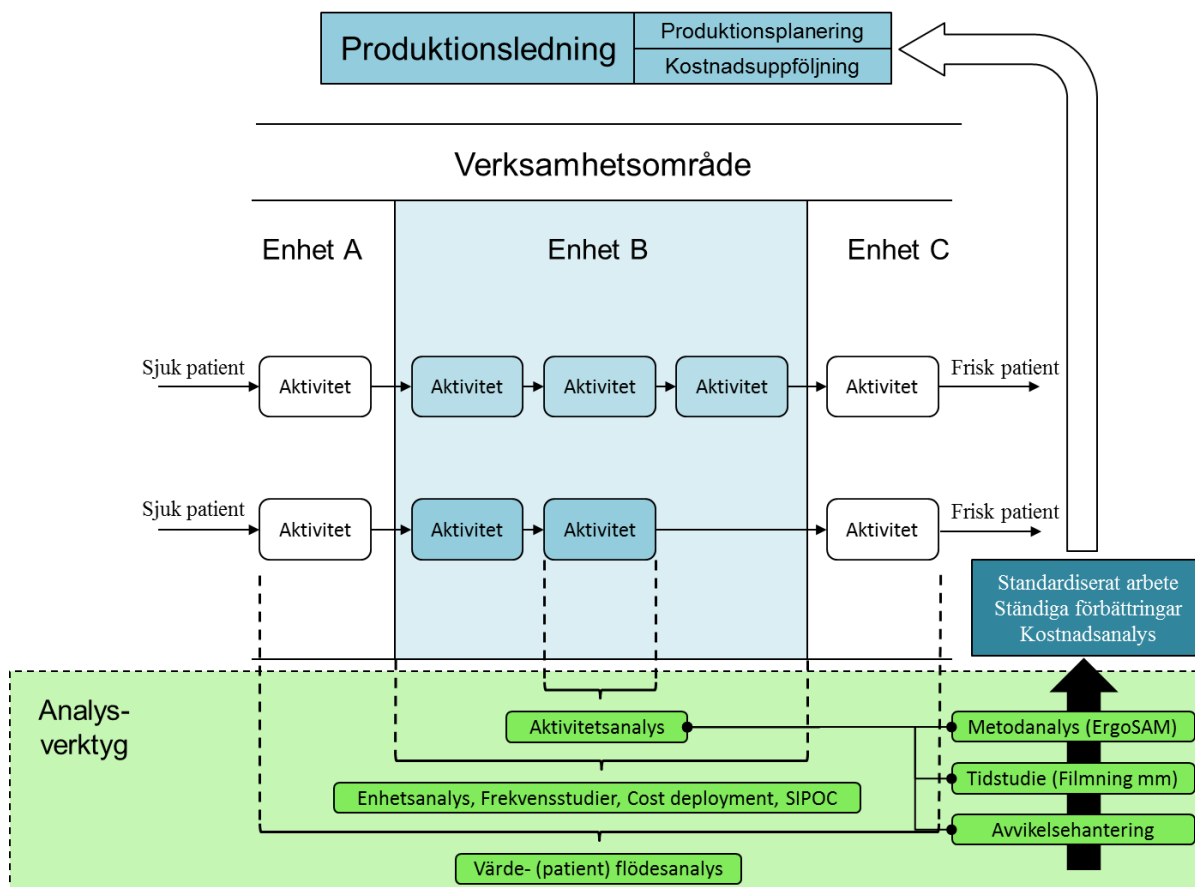 Produktionsledning
Produktionsplanering
Kostnadsuppföljning
Verksamhetsområde
Enhet A
Enhet B
Enhet C
Sjuk patient
Aktivitet
Aktivitet
Aktivitet
Aktivitet
Aktivitet
Frisk patient
Sjuk patient
Aktivitet
Aktivitet
Aktivitet
Aktivitet
Frisk patient
Standardiserat arbete
Ständiga förbättringar
Kostnadsanalys
Analys-
verktyg
Aktivitetsanalys
Metodanalys (ErgoSAM)
Tidstudie (Filmning mm)
Enhetsanalys, Frekvensstudier, Cost deployment, SIPOC
Avvikelsehantering
Värde- (patient) flödesanalys